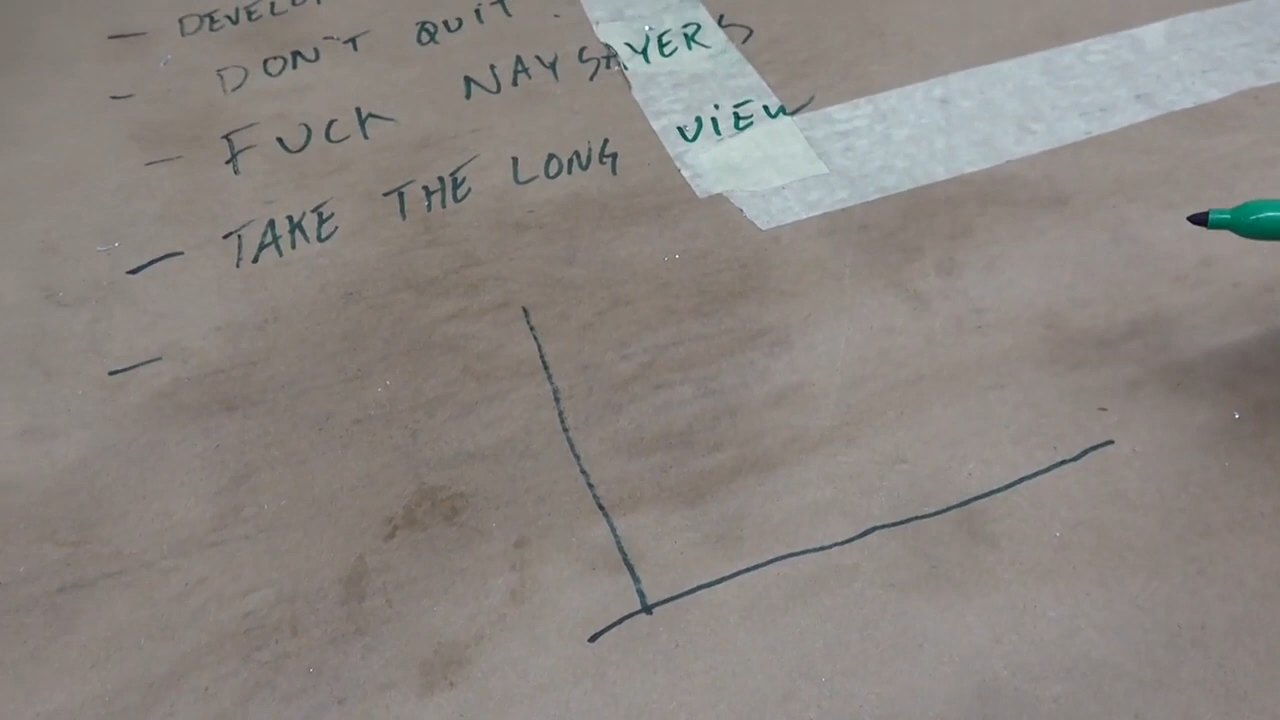 - DON'T QUIT
- FUCK NAYSAYERS
- TAKE THE LONG VIEW
-